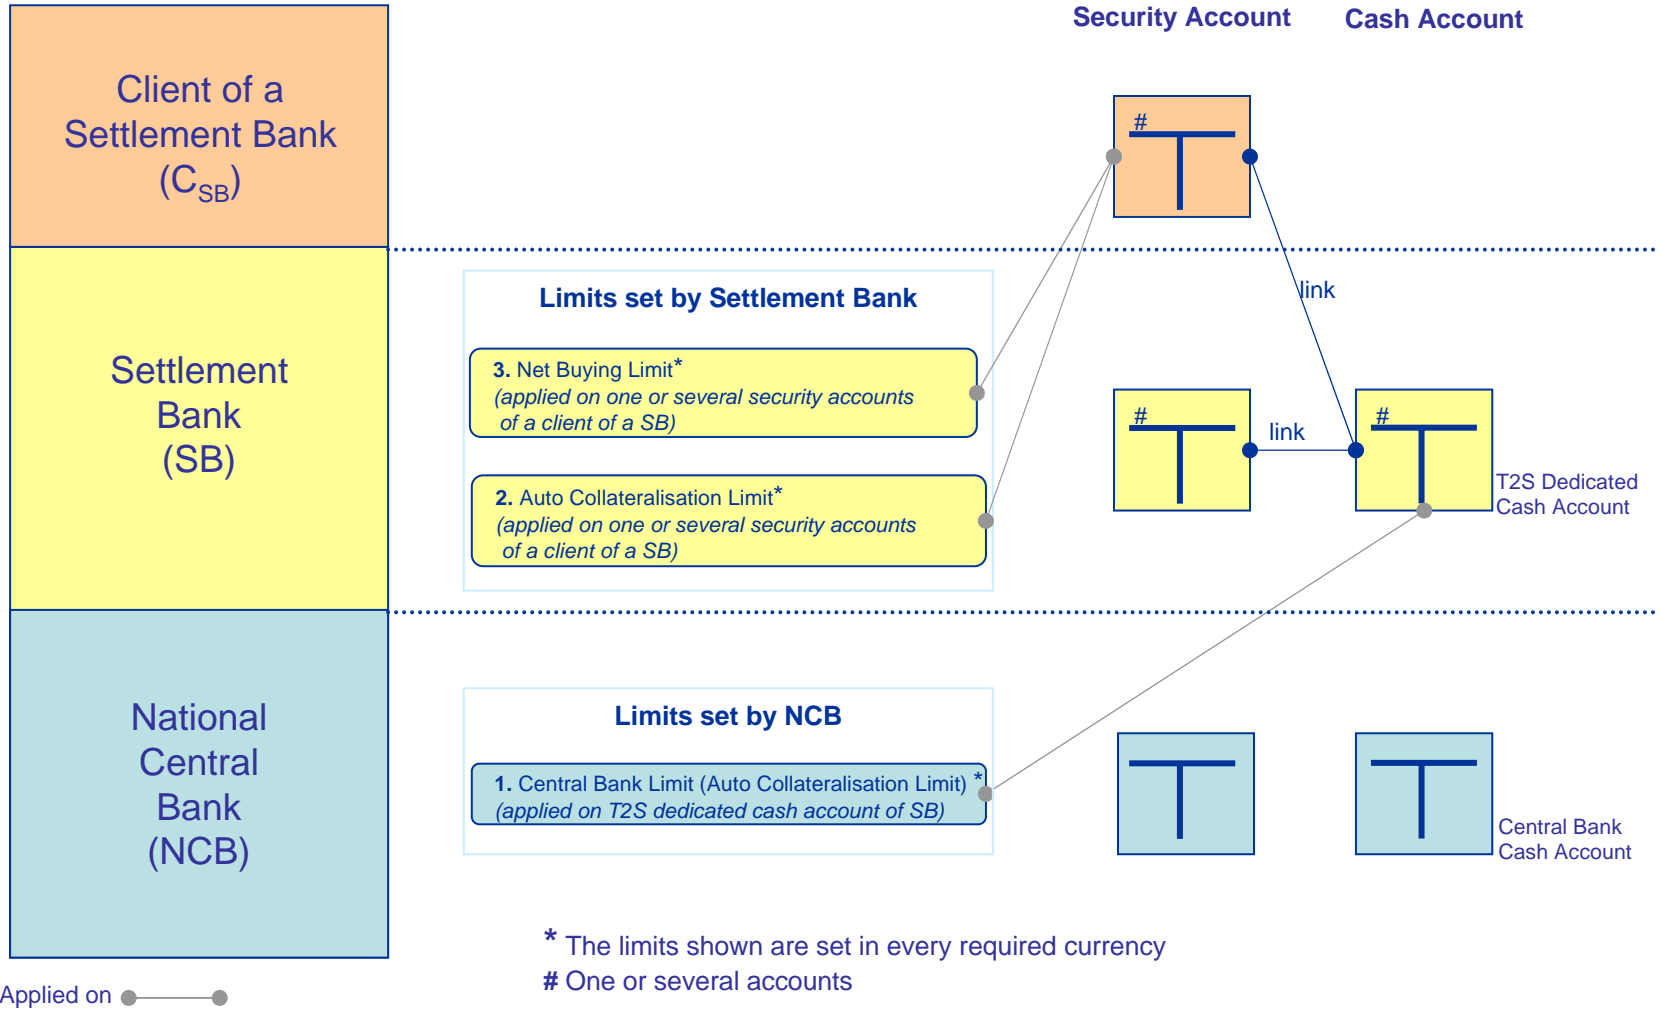 Security Account
Cash Account
Client of a
Settlement Bank
(CSB)
#
Limits set by Settlement Bank
link
3. Net Buying Limit*
(applied on one or several security accounts
of a client of a SB)
Settlement
Bank
(SB)
#
link
#
2. Auto Collateralisation Limit*
(applied on one or several security accounts
of a client of a SB)
T2S Dedicated
Cash Account
National
Central
Bank
(NCB)
Limits set by NCB
1. Central Bank Limit (Auto Collateralisation Limit) *
(applied on T2S dedicated cash account of SB)
Central Bank
Cash Account
* The limits shown are set in every required currency
# One or several accounts
Applied on